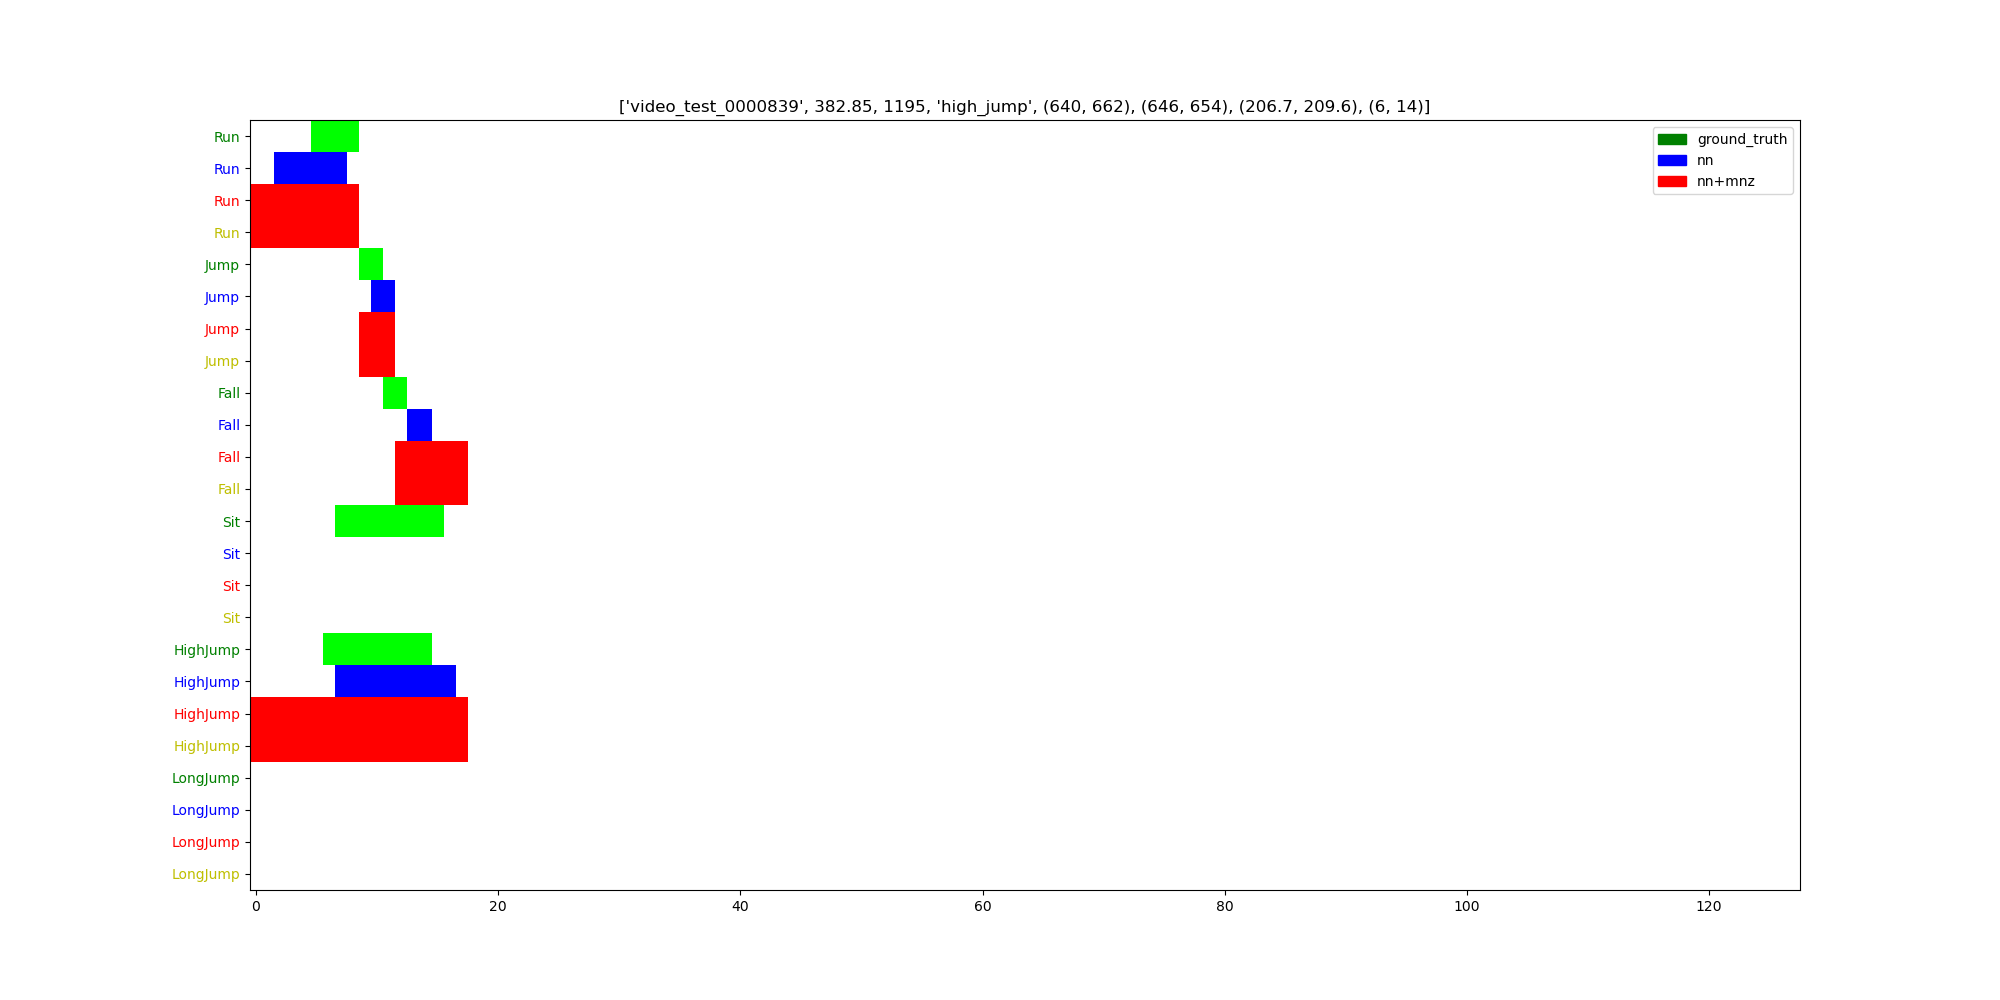 ['video_test_0000839', 382.85, 1195, 'high_jump', (640, 662), (646, 654), (206.7, 209.6), (6, 14)]
ground_truth
nn
nn+mnz
Run
Run
Run
Run
Jump
Jump
Jump
Jump
Fall
Fall
Fall
Fall
Sit
Sit
Sit
Sit
HighJump
HighJump
HighJump
HighJump
LongJump
LongJump
LongJump
LongJump
0 20 40 60 80 100 120